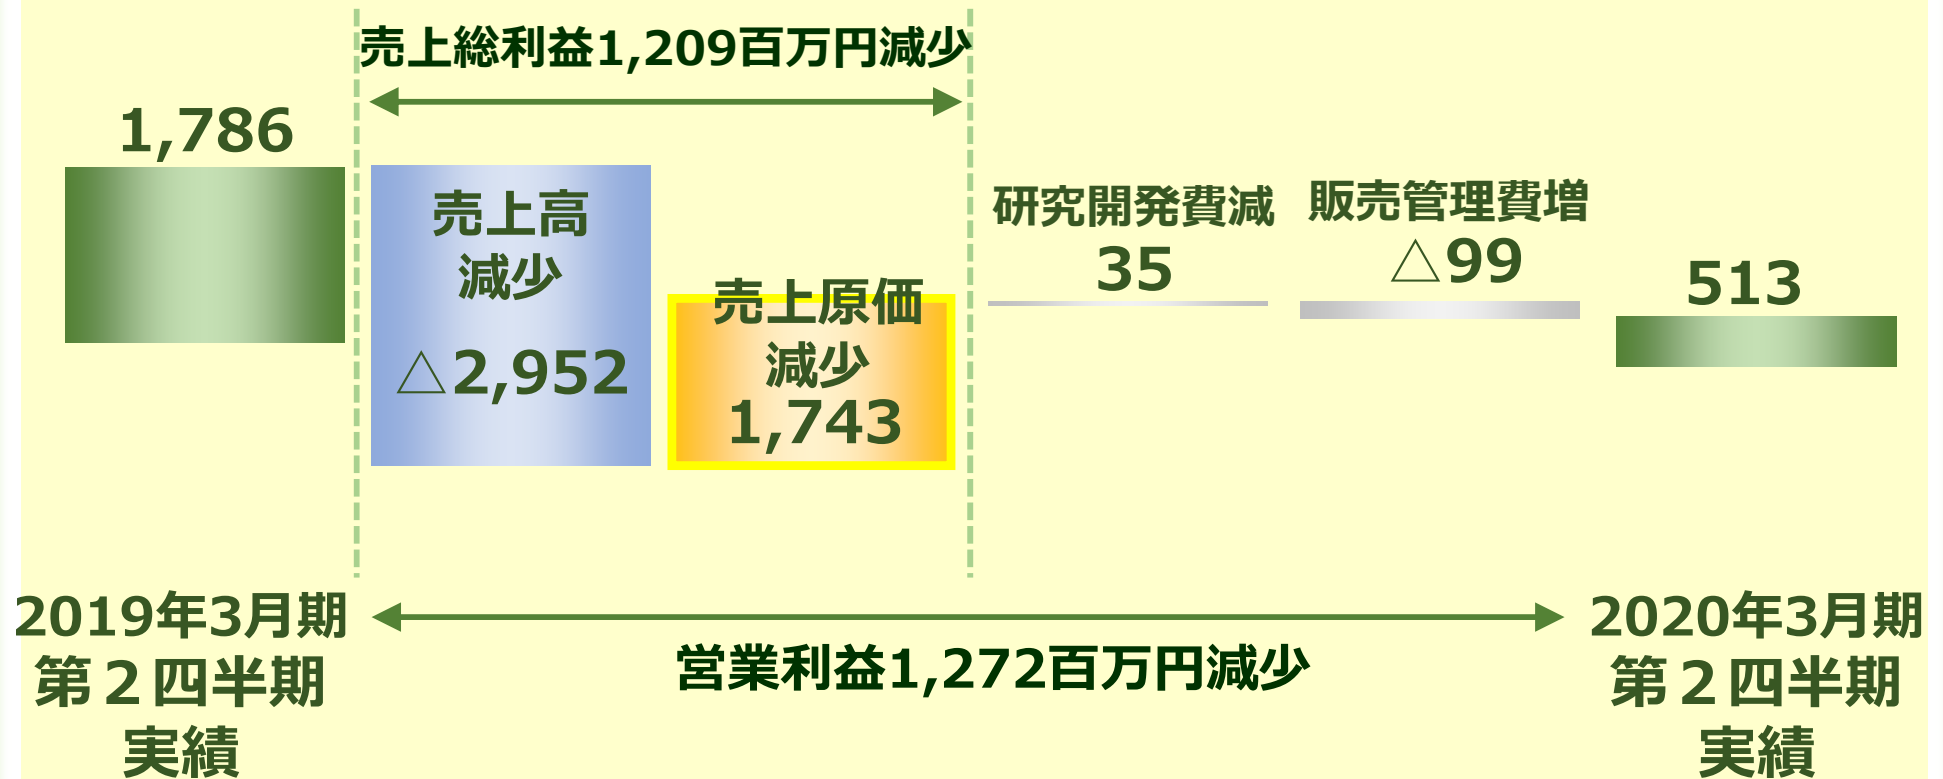 売上総利益1,209百万円減少
1,786
売上高
減少
△2,952
売上原価
減少
1,743
研究開発費減
35
販売管理費増
△99
513
2019年3月期
第２四半期
実績
営業利益1,272百万円減少
2020年3月期
第２四半期
実績